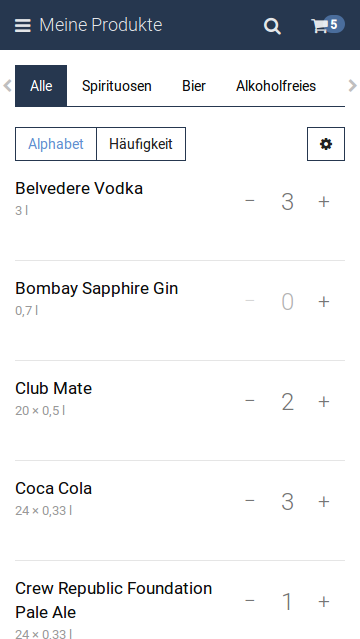 Meine Produkte 5
Alle Spirituosen Bier Alkoholfreies
Alphabet Häufigkeit
Belvedere Vodka
3 l
− 3 +
Bombay Sapphire Gin
0,7 l
− 0 +
Club Mate
20 × 0,5 l
− 2 +
Coca Cola
24 × 0,33 l
− 3 +
Crew Republic Foundation
Pale Ale
24 × 0,33 l
− 1 +